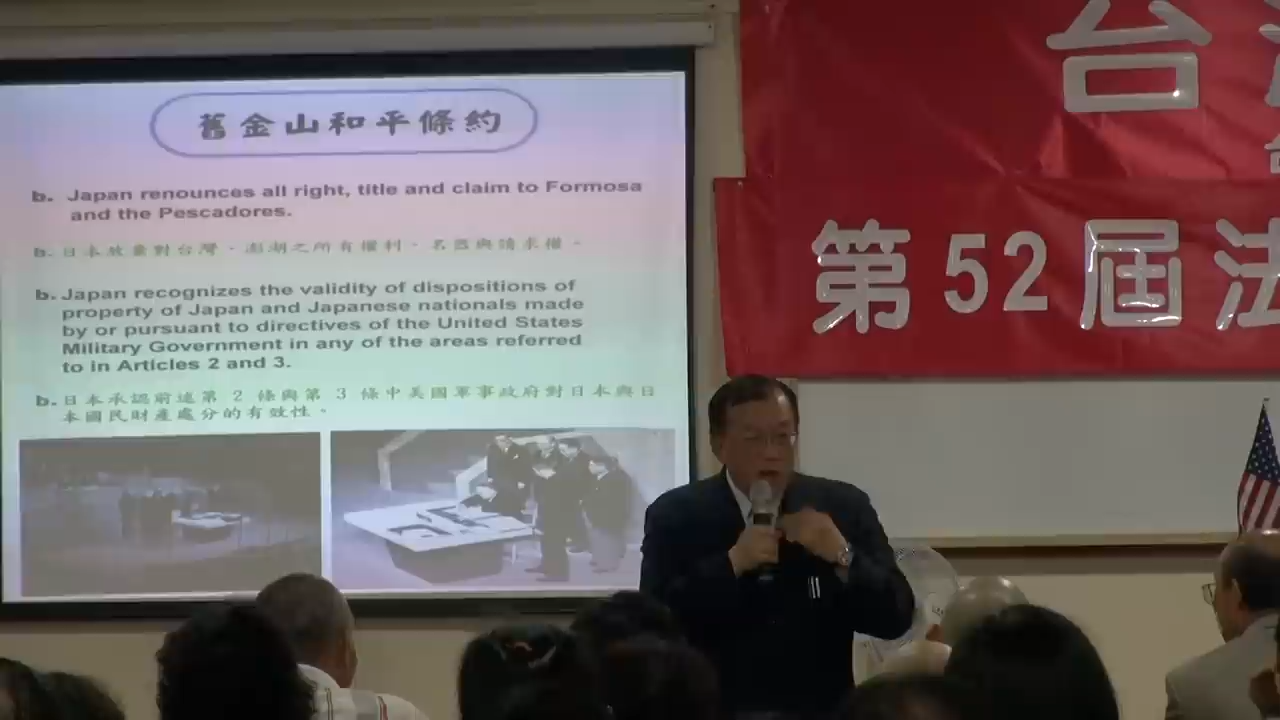 舊金山和平條約
b. Japan renounces all right, title and claim to Formosa
and the Pescadores.
b. 日本放棄對台灣、澎湖之所有權利、名器與請求權。
b. Japan recognizes the validity of dispositions of
property of Japan and Japanese nationals made
by or pursuant to directives of the United States
Military Government in any of the areas referred
to in Articles 2 and 3.
b. 日本承認前述第 2 條與第 3 條中美國軍事政府對日本與日
本國民財產處分的有效性。
台
第52屆法